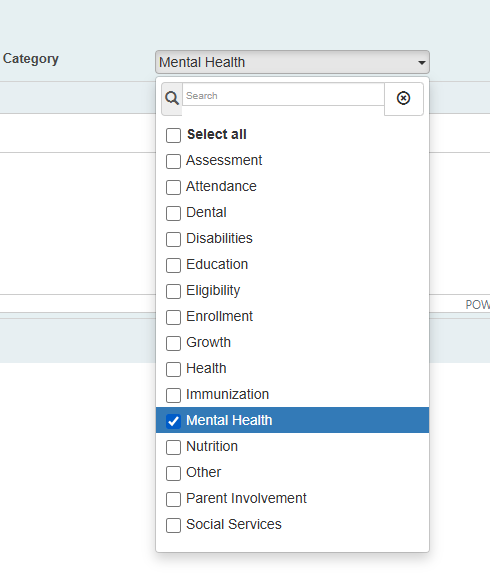 Category
Mental Health
Search
Select all
Assessment
Attendance
Dental
Disabilities
Education
Eligibility
Enrollment
POW
Growth
Health
Immunization
Mental Health
Nutrition
Other
Parent Involvement
Social Services